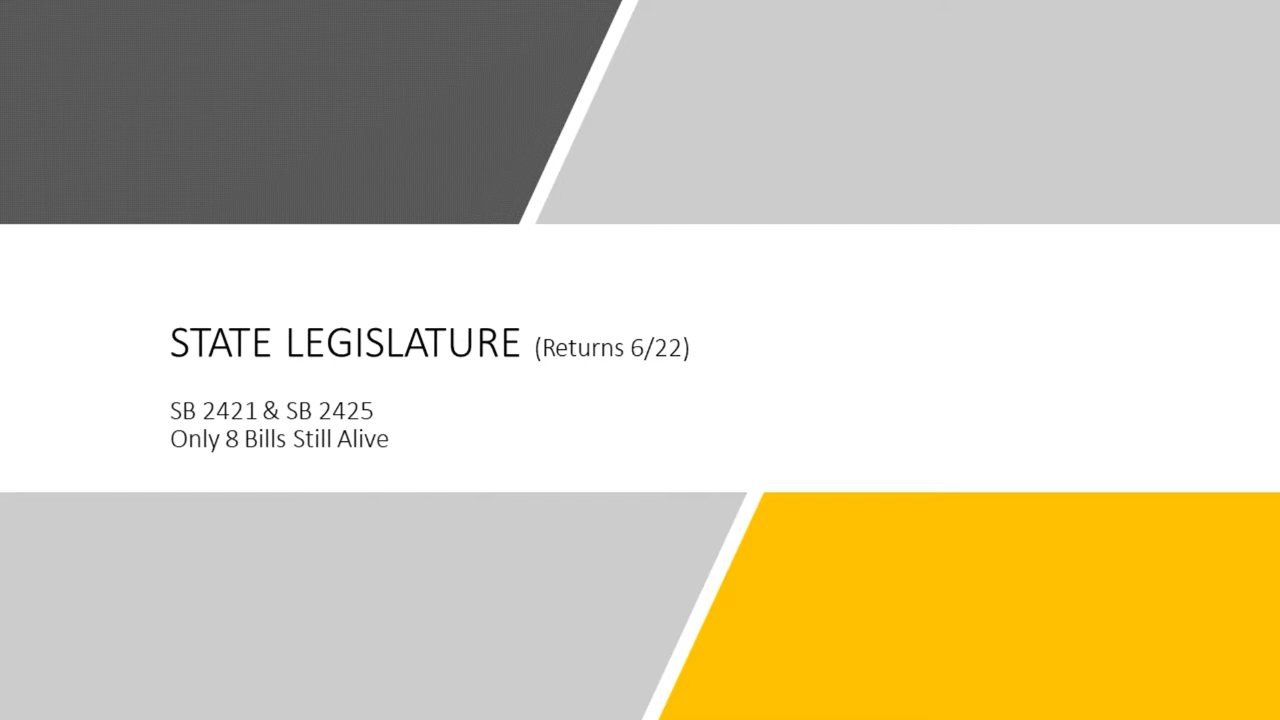 STATE LEGISLATURE (Returns 6/22)
SB 2421 & SB 2425
Only 8 Bills Still Alive